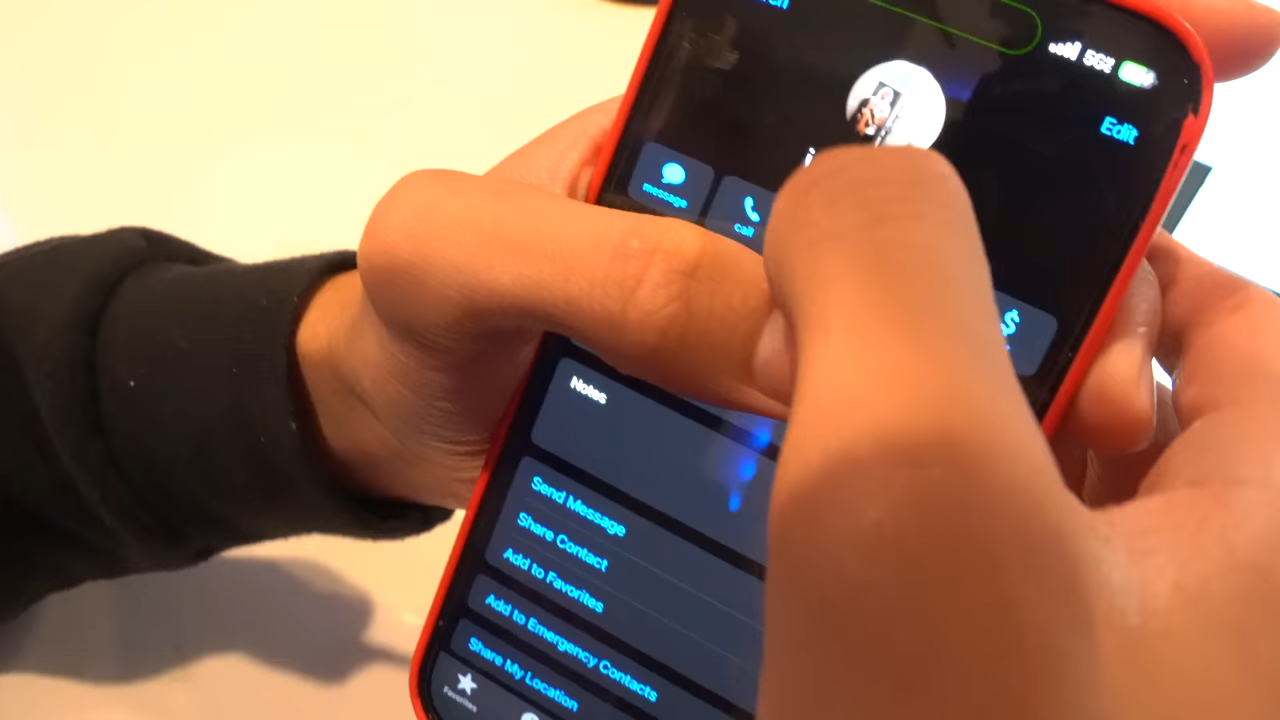 5G
Edit
message
call
$
Notes
Send Message
Share Contact
Add to Favorites
Add to Emergency Contacts
Share My Location
Favorites